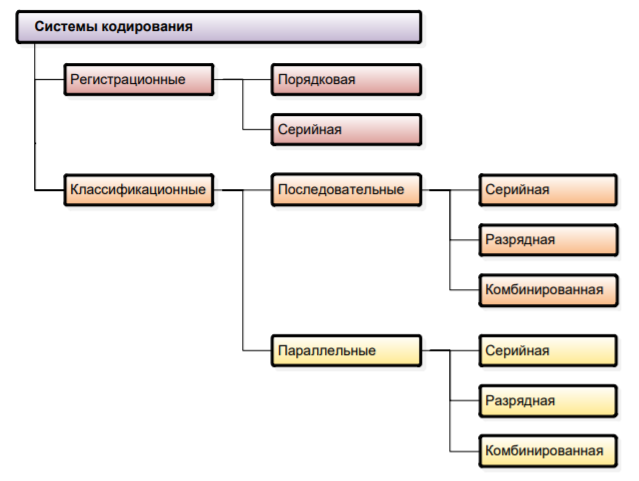 Системы кодирования
Регистрационные
Порядковая
Серийная
Классификационные
Последовательные
Серийная
Разрядная
Комбинированная
Параллельные
Серийная
Разрядная
Комбинированная